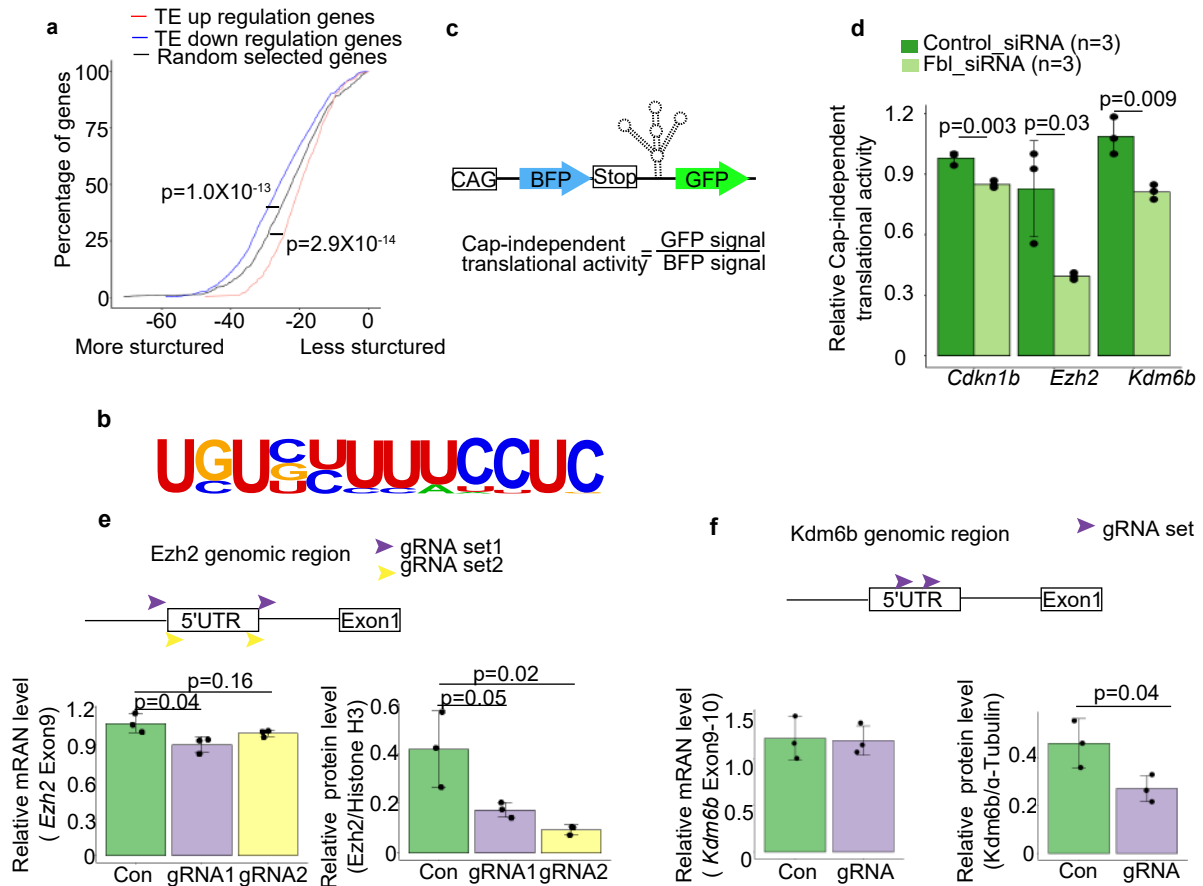 a
TE up regulation genes
TE down regulation genes
Random selected genes
Percentage of genes
100
75
50
25
0
p=1.0X10-13
p=2.9X10-14
-60
-40
-20
0
More sturctured
Less sturctured
b
UGUCUUUUCCUC
CGCCCAUU
U
c
CAG
BFP
Stop
GFP
Cap-independent
translational activity
=
GFP signal
BFP signal
d
Control_siRNA (n=3)
Fbl_siRNA (n=3)
Relative Cap-independent
translational activity
1.2
0.9
0.6
0.3
0
p=0.003
p=0.03
p=0.009
Cdkn1b
Ezh2
Kdm6b
e
Ezh2 genomic region
gRNA set1
gRNA set2
5'UTR
Exon1
Relative mRAN level
( Ezh2 Exon9)
1.2
0.9
0.6
0.3
0
p=0.16
p=0.04
Con
gRNA1
gRNA2
Relative protein level
(Ezh2/Histone H3)
0.6
0.4
0.2
0
p=0.02
p=0.05
Con
gRNA1
gRNA2
f
Kdm6b genomic region
gRNA set
5'UTR
Exon1
Relative mRAN level
( Kdm6b Exon9-10)
1.5
1.2
0.6
0
Con
gRNA
Relative protein level
(Kdm6b/α-Tubulin)
0.4
0.2
0
p=0.04
Con
gRNA